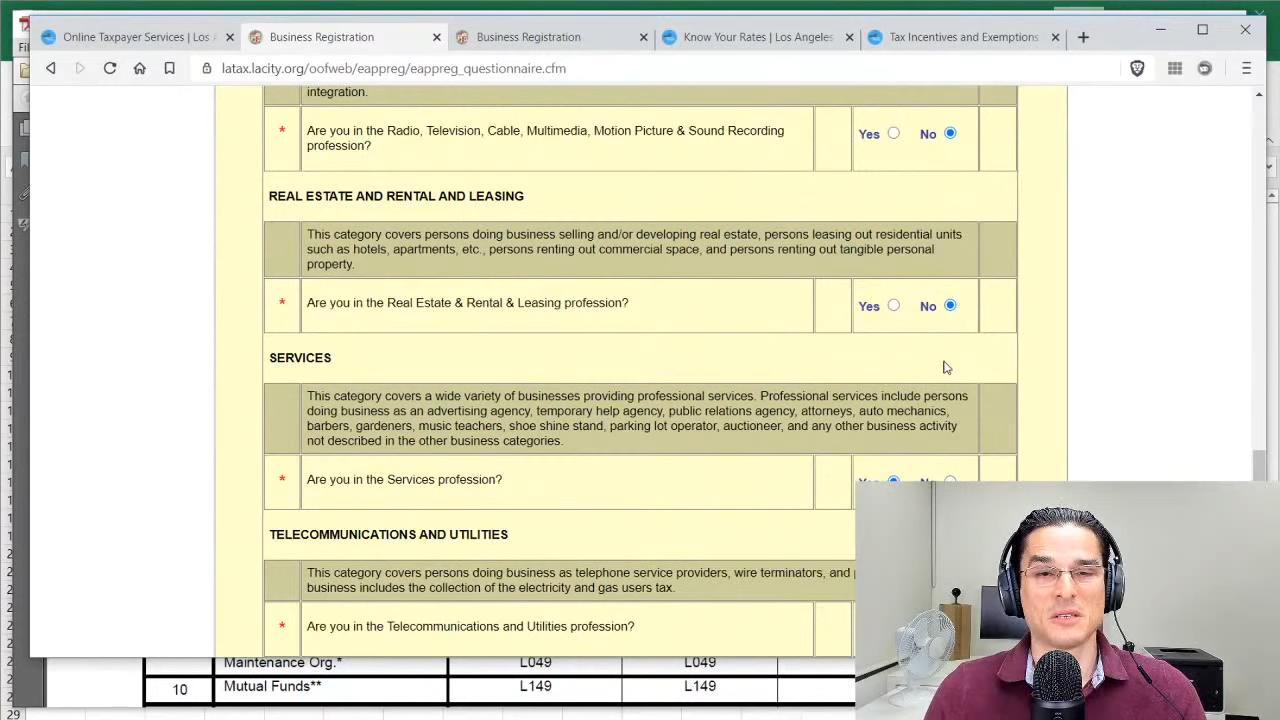 Fil
Online Taxpayer Services | Los A
Business Registration
Business Registration
Know Your Rates | Los Angeles
Tax Incentives and Exemptions
latax.lacity.org/oofweb/eappreg/eappreg_questionnaire.cfm
integration.
* Are you in the Radio, Television, Cable, Multimedia, Motion Picture & Sound Recording
profession?
Yes No
REAL ESTATE AND RENTAL AND LEASING
This category covers persons doing business selling and/or developing real estate, persons leasing out residential units
such as hotels, apartments, etc., persons renting out commercial space, and persons renting out tangible personal
property.
* Are you in the Real Estate & Rental & Leasing profession?
Yes No
SERVICES
This category covers a wide variety of businesses providing professional services. Professional services include persons
doing business as an advertising agency, temporary help agency, public relations agency, attorneys, auto mechanics,
barbers, gardeners, music teachers, shoe shine stand, parking lot operator, auctioneer, and any other business activity
not described in the other business categories.
* Are you in the Services profession?
Yes No
TELECOMMUNICATIONS AND UTILITIES
This category covers persons doing business as telephone service providers, wire terminators, and p
business includes the collection of the electricity and gas users tax.
* Are you in the Telecommunications and Utilities profession?
Maintenance Org.* L049 L049
10 Mutual Funds** L149 L149
29